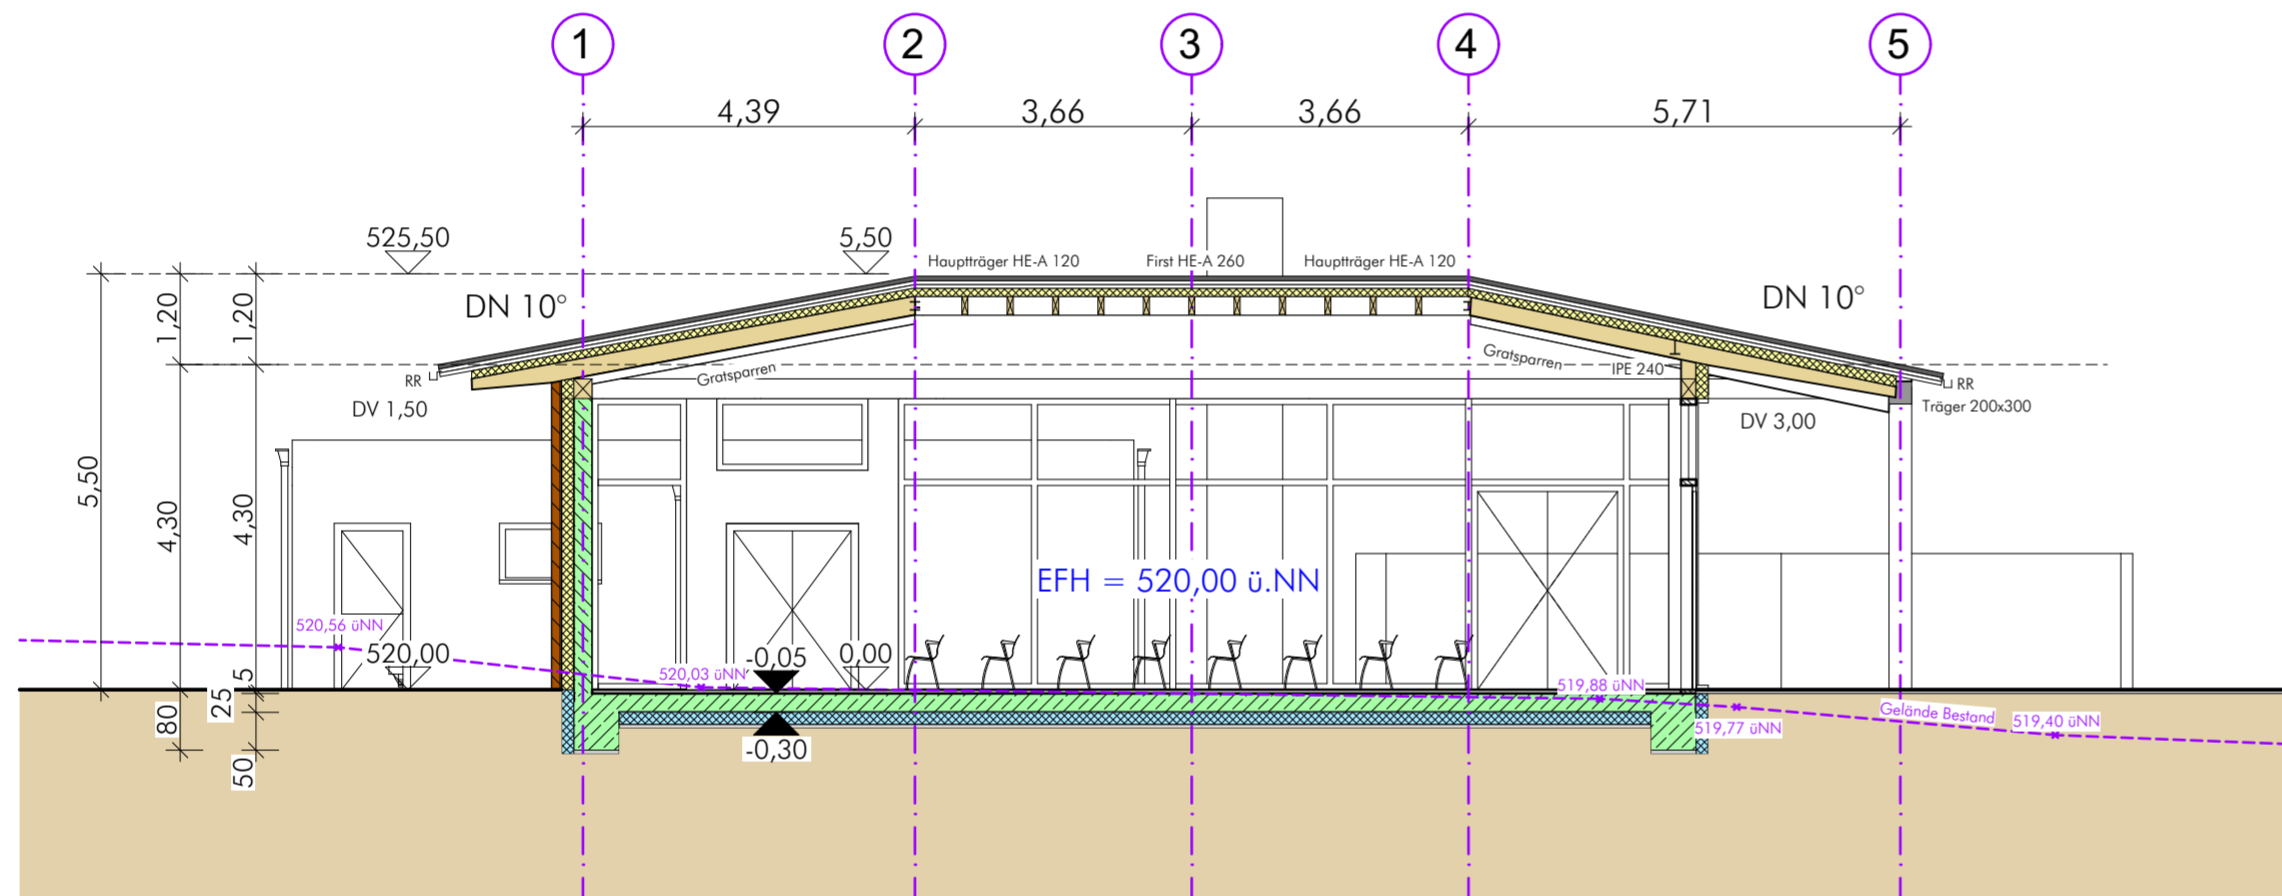 1 2 3 4 5
4,39 3,66 3,66 5,71
525,50 5,50
Hauptträger HE-A 120 First HE-A 260 Hauptträger HE-A 120
DN 10° DN 10°
1,20 1,20
Gratsparren Gratsparren IPE 240
RR RR
DV 1,50 DV 3,00 Träger 200x300
5,50 4,30 4,30
EFH = 520,00 ü.NN
520,56 üNN
520,00 -0,05 0,00
520,03 üNN 519,88 üNN
5
25
80
Gelände Bestand 519,40 üNN
519,77 üNN
-0,30
50